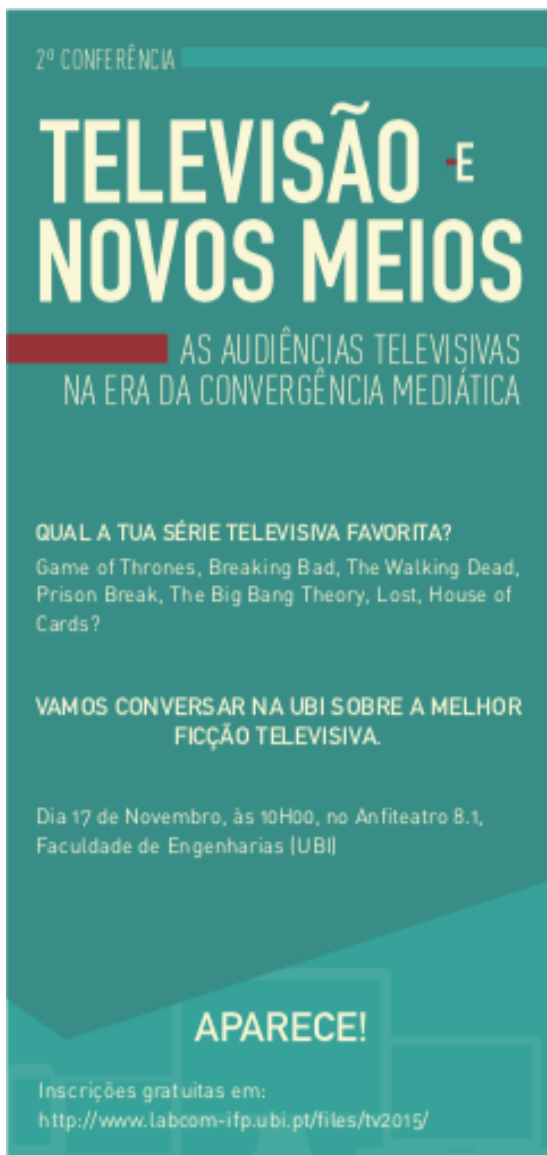 2º CONFERÊNCIA
TELEVISÃO E
NOVOS MEIOS
AS AUDIÊNCIAS TELEVISIVAS
NA ERA DA CONVERGÊNCIA MEDIÁTICA
QUAL A TUA SÉRIE TELEVISIVA FAVORITA?
Game of Thrones, Breaking Bad, The Walking Dead,
Prison Break, The Big Bang Theory, Lost, House of
Cards?
VAMOS CONVERSAR NA UBI SOBRE A MELHOR
FICÇÃO TELEVISIVA.
Dia 17 de Novembro, às 10H00, no Anfiteatro 8.1,
Faculdade de Engenharias (UBI)
APARECE!
Inscrições gratuitas em:
http://www.labcom-ifp.ubi.pt/files/tv2015/